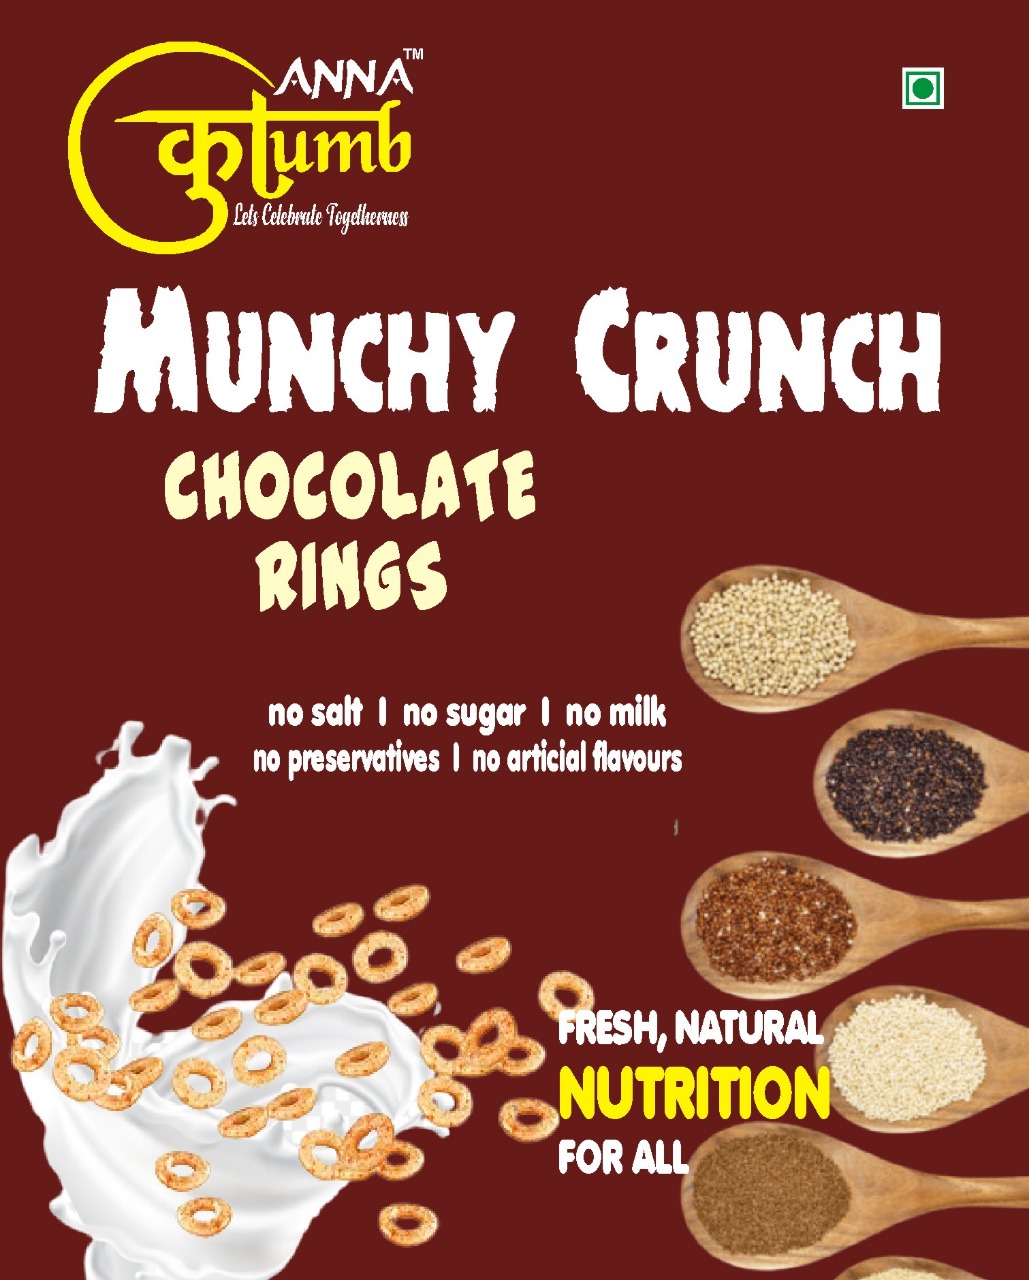 ANNA™
कुtumb
Lets Celebrate Togetherness
MUNCHY CRUNCH
CHOCOLATE
RINGS
no salt I no sugar I no milk
no preservatives I no articial flavours
FRESH, NATURAL
NUTRITION
FOR ALL